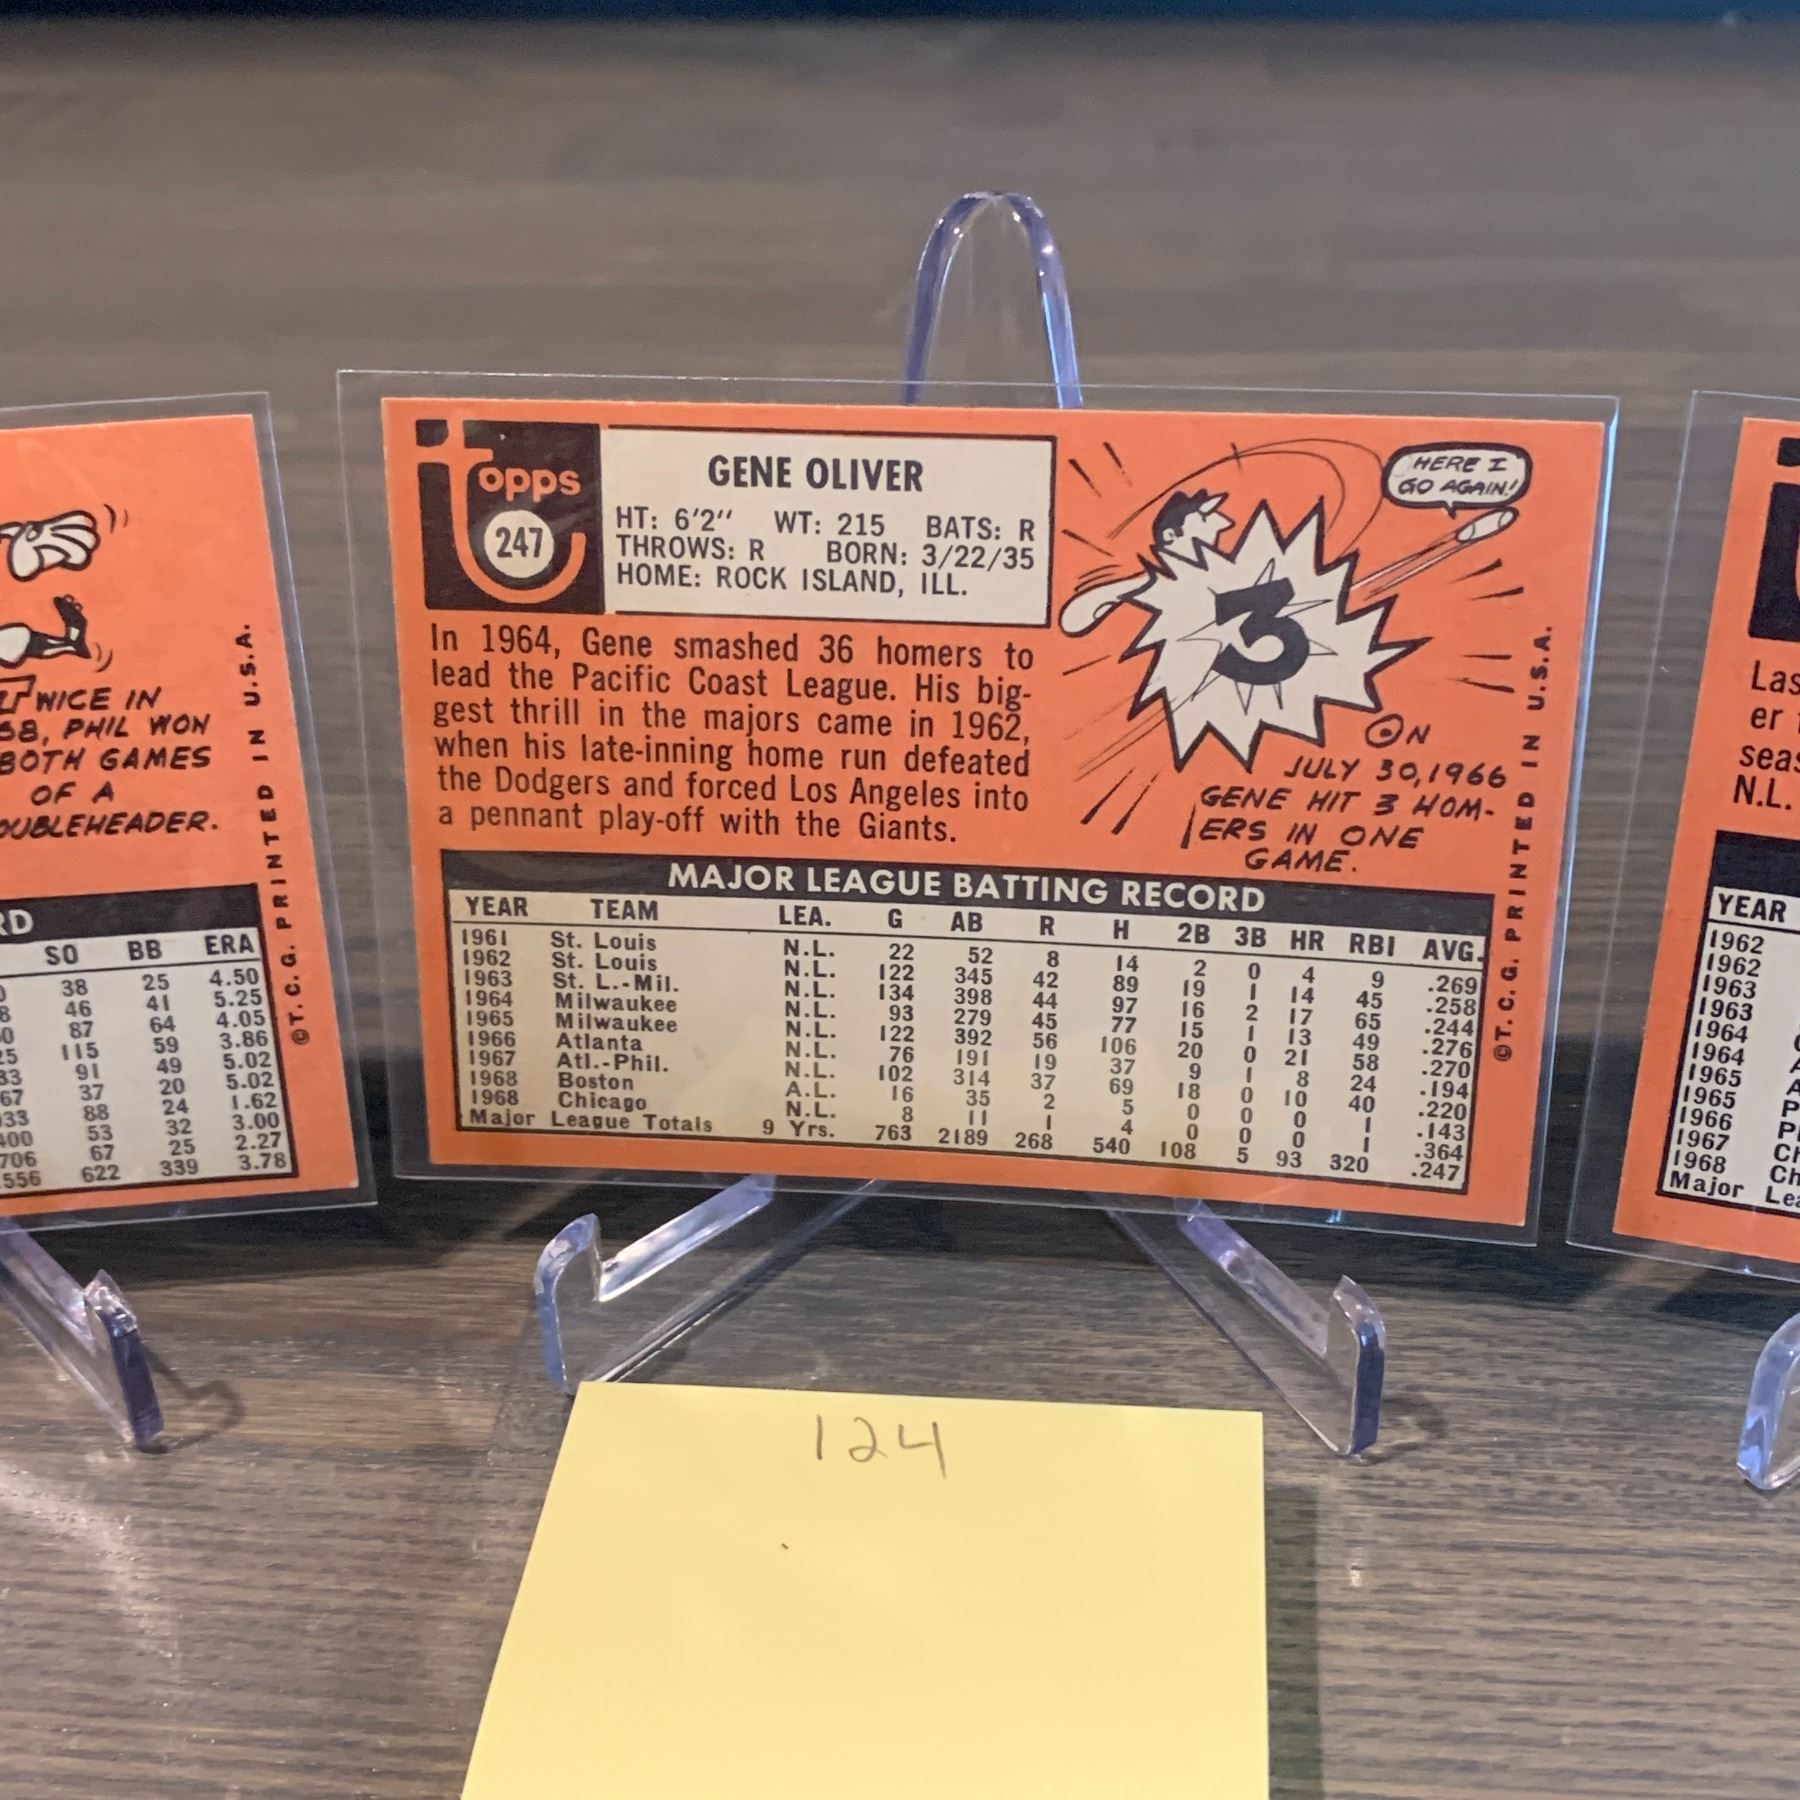 TWICE IN
68, PHIL WON
BOTH GAMES
OF A
OUBLEHEADER.
©T.C.G. PRINTED IN U.S.A.
RD
SO BB ERA
38 25 4.50
46 41 5.25
87 64 4.05
115 59 3.86
91 49 5.02
37 20 5.02
88 24 1.62
53 32 3.00
67 25 2.27
556 622 339 3.78
Topps
247
GENE OLIVER
HT: 6'2" WT: 215 BATS: R
THROWS: R BORN: 3/22/35
HOME: ROCK ISLAND, ILL.
In 1964, Gene smashed 36 homers to
lead the Pacific Coast League. His big-
gest thrill in the majors came in 1962,
when his late-inning home run defeated
the Dodgers and forced Los Angeles into
a pennant play-off with the Giants.
HERE I
GO AGAIN!
3
ON
JULY 30, 1966
GENE HIT 3 HOM-
ERS IN ONE
GAME.
©T.C.G. PRINTED IN U.S.A.
MAJOR LEAGUE BATTING RECORD
YEAR TEAM LEA. G AB R H 2B 3B HR RBI AVG.
1961 St. Louis N.L. 22 52 8 14 2 0 4 9 .269
1962 St. Louis N.L. 122 345 42 89 19 1 14 45 .258
1963 St. L.-Mil. N.L. 134 398 44 97 16 2 17 65 .244
1964 Milwaukee N.L. 93 279 45 77 15 1 13 49 .276
1965 Milwaukee N.L. 122 392 56 106 20 0 21 58 .270
1966 Atlanta N.L. 76 191 19 37 9 1 8 24 .194
1967 Atl.-Phil. N.L. 102 314 37 69 18 0 10 40 .220
1968 Boston A.L. 16 35 2 5 0 0 0 1 .143
1968 Chicago N.L. 8 11 1 4 0 0 0 1 .364
Major League Totals 9 Yrs. 763 2189 268 540 108 5 93 320 .247
Las
er
seas
N.L.
YEAR
1962
1962
1963
1963
1964
1964
1965
1965
1966
1967
1968
Major Lea
124